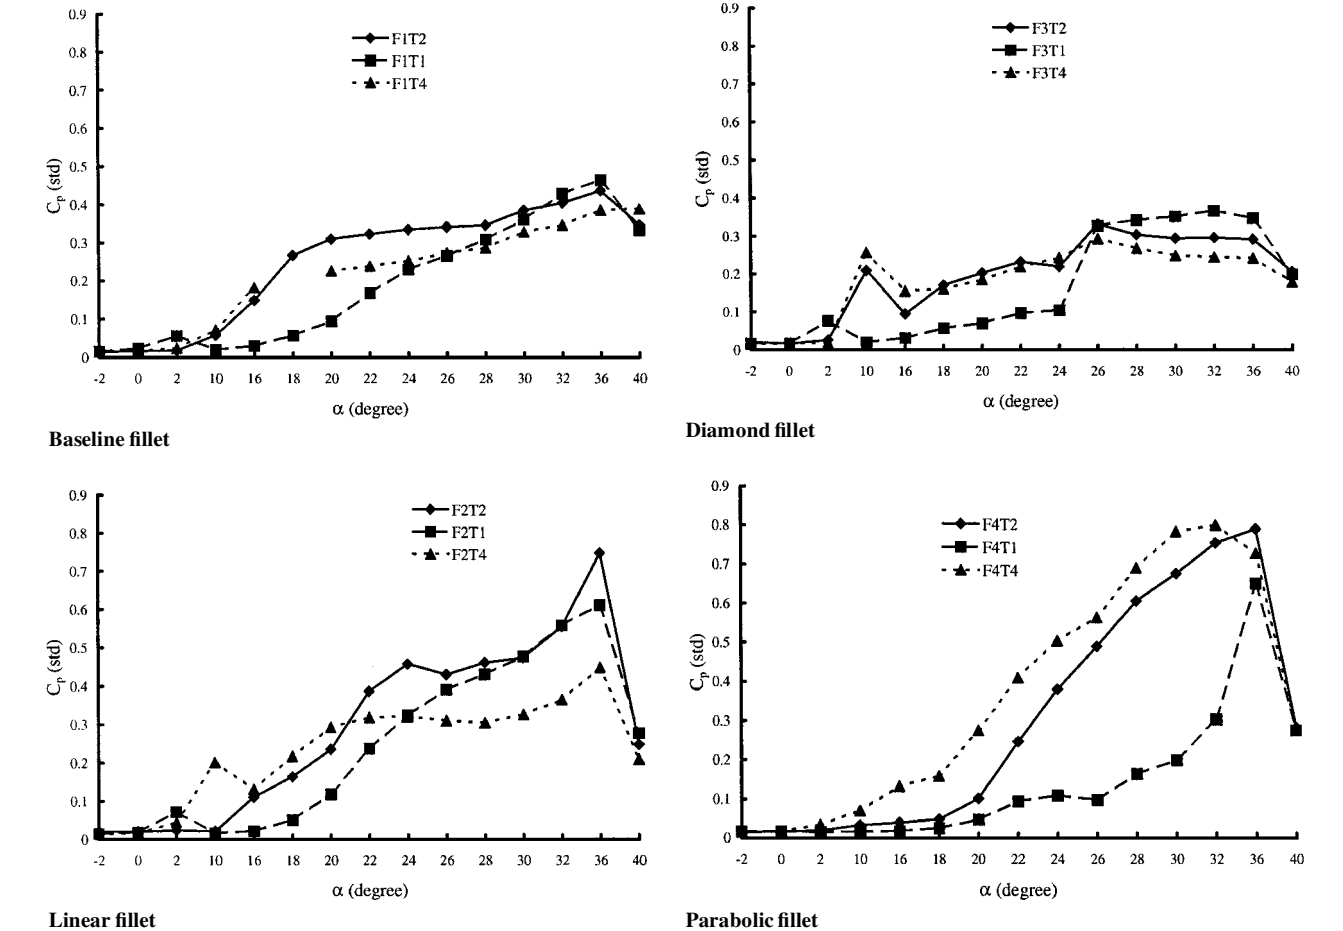 0.9
0.8
0.7
0.6
0.5
0.4
0.3
0.2
0.1
0
Cp (std)
F1T2
F1T1
F1T4
-2 0 2 10 16 18 20 22 24 26 28 30 32 36 40
α (degree)
Baseline fillet
0.9
0.8
0.7
0.6
0.5
0.4
0.3
0.2
0.1
0
Cp (std)
F3T2
F3T1
F3T4
-2 0 2 10 16 18 20 22 24 26 28 30 32 36 40
α (degree)
Diamond fillet
0.9
0.8
0.7
0.6
0.5
0.4
0.3
0.2
0.1
0
Cp (std)
F2T2
F2T1
F2T4
-2 0 2 10 16 18 20 22 24 26 28 30 32 36 40
α (degree)
Linear fillet
0.9
0.8
0.7
0.6
0.5
0.4
0.3
0.2
0.1
0
Cp (std)
F4T2
F4T1
F4T4
-2 0 2 10 16 18 20 22 24 26 28 30 32 36 40
α (degree)
Parabolic fillet